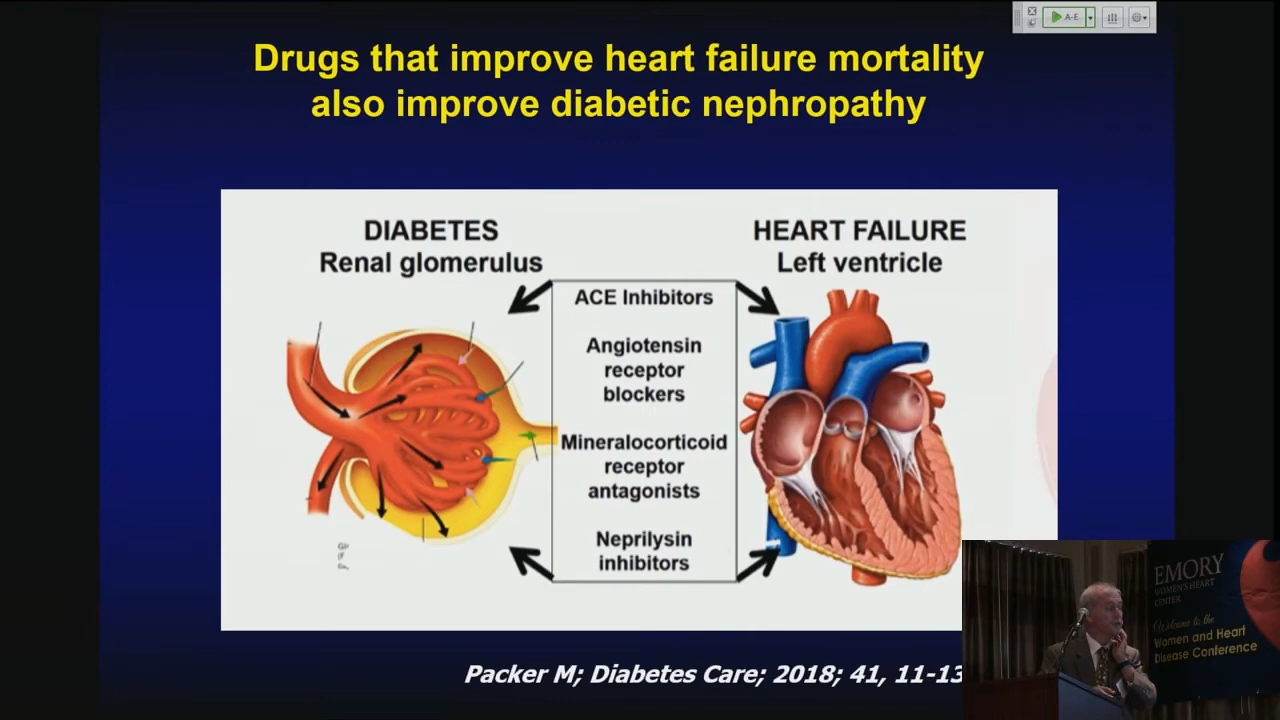 A-E
Drugs that improve heart failure mortality
also improve diabetic nephropathy
DIABETES
Renal glomerulus
HEART FAILURE
Left ventricle
ACE Inhibitors
Angiotensin
receptor
blockers
Mineralocorticoid
receptor
antagonists
Neprilysin
inhibitors
Packer M; Diabetes Care; 2018; 41, 11-13
EMORY
WOMEN'S HEART
CENTER
Welcome to the
Women and Heart
Disease Conference